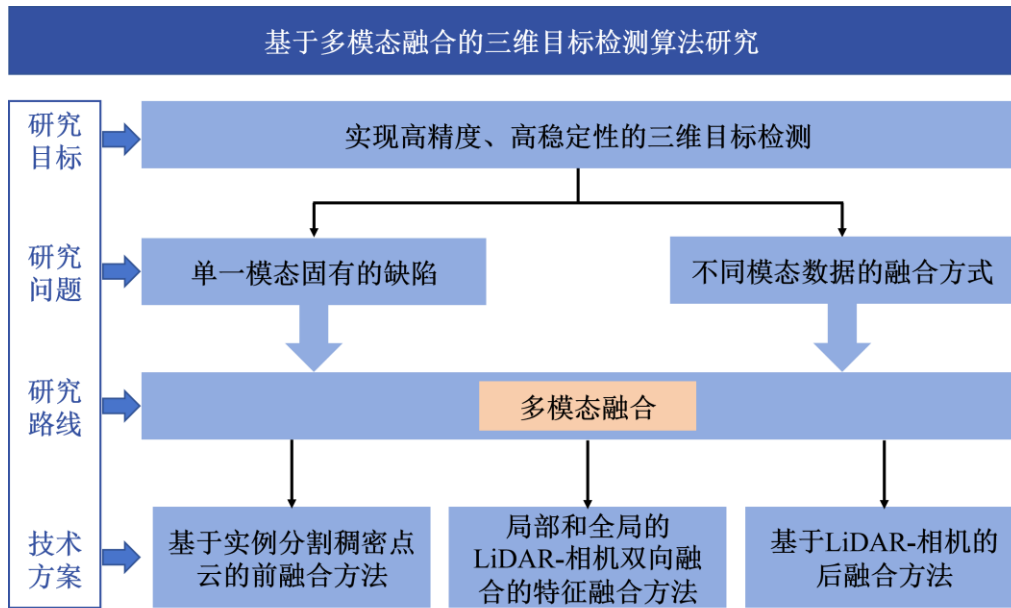 基于多模态融合的三维目标检测算法研究
研究
目标
实现高精度、高稳定性的三维目标检测
研究
问题
单一模态固有的缺陷
不同模态数据的融合方式
研究
路线
多模态融合
技术
方案
基于实例分割稠密点
云的前融合方法
局部和全局的
LiDAR-相机双向融
合的特征融合方法
基于LiDAR-相机的
后融合方法